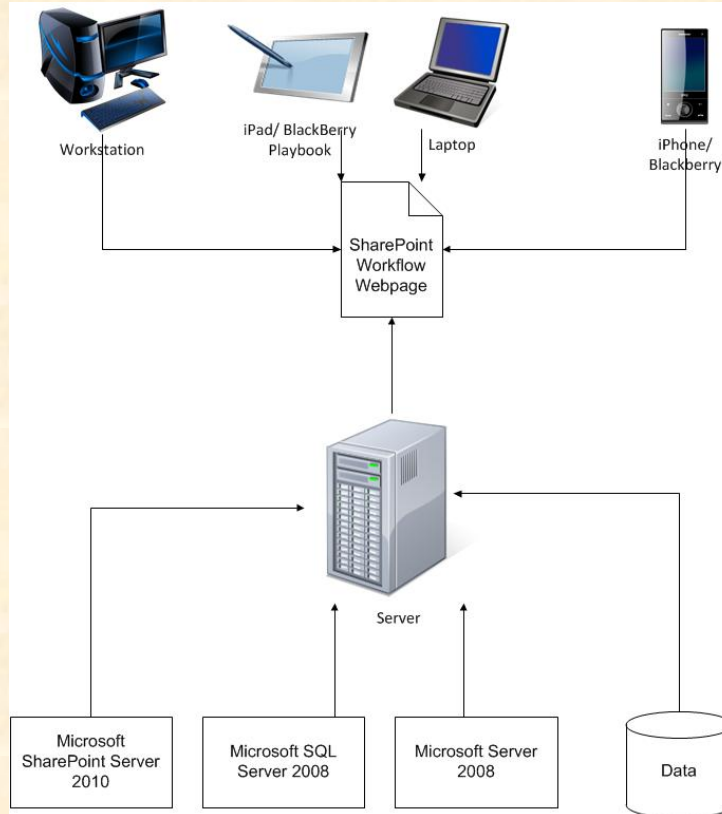 Workstation
iPad/ BlackBerry
Playbook
Laptop
iPhone/
Blackberry
SharePoint
Workflow
Webpage
Server
Microsoft
SharePoint Server
2010
Microsoft SQL
Server 2008
Microsoft Server
2008
Data